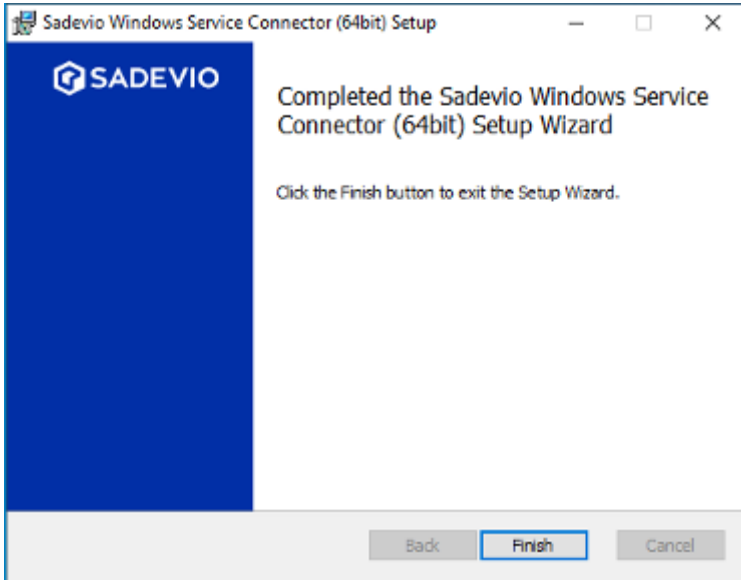 Sadevio Windows Service Connector (64bit) Setup
SADEVIO
Completed the Sadevio Windows Service
Connector (64bit) Setup Wizard
Click the Finish button to exit the Setup Wizard.
Back
Finish
Cancel